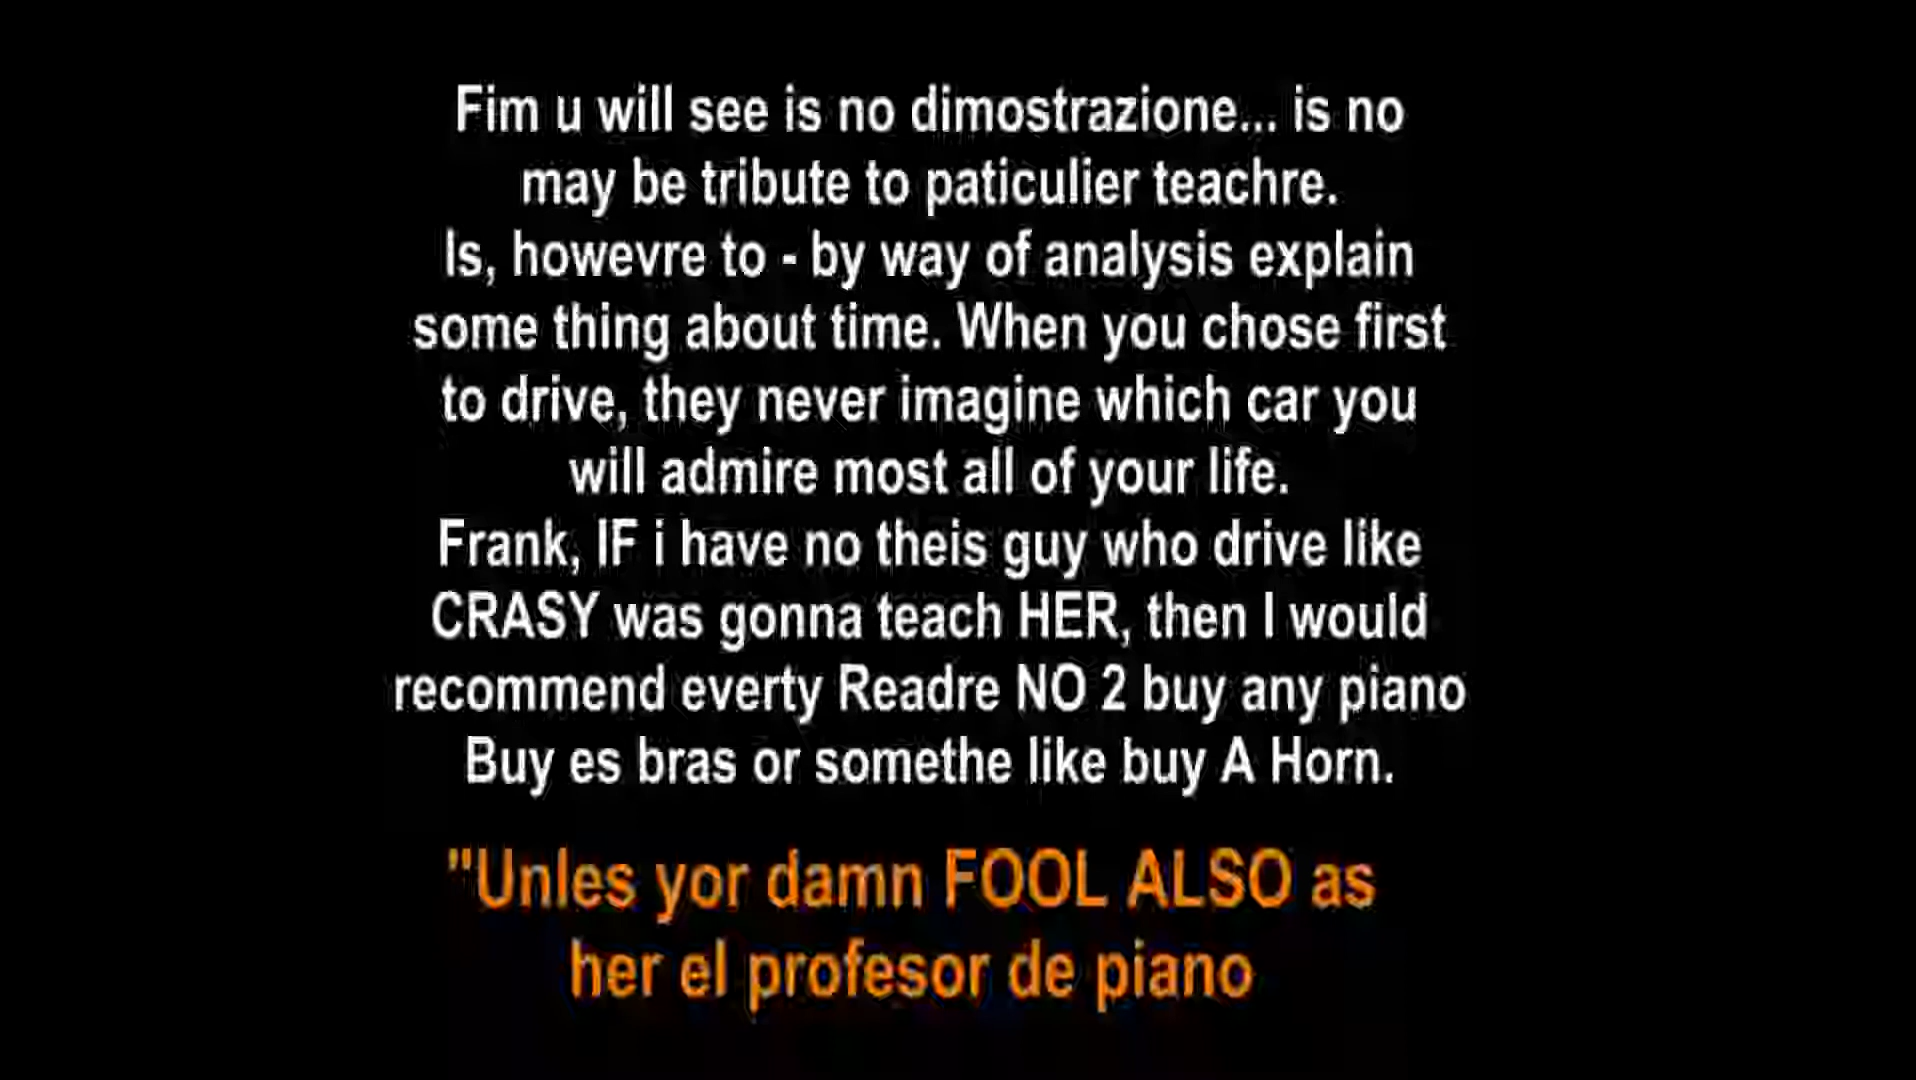 Fim u will see is no dimostrazione... is no
may be tribute to paticulier teachre.
Is, howevre to - by way of analysis explain
some thing about time. When you chose first
to drive, they never imagine which car you
will admire most all of your life.
Frank, IF i have no theis guy who drive like
CRASY was gonna teach HER, then I would
recommend everty Readre NO 2 buy any piano
Buy es bras or somethe like buy A Horn.
"Unles yor damn FOOL ALSO as
her el profesor de piano